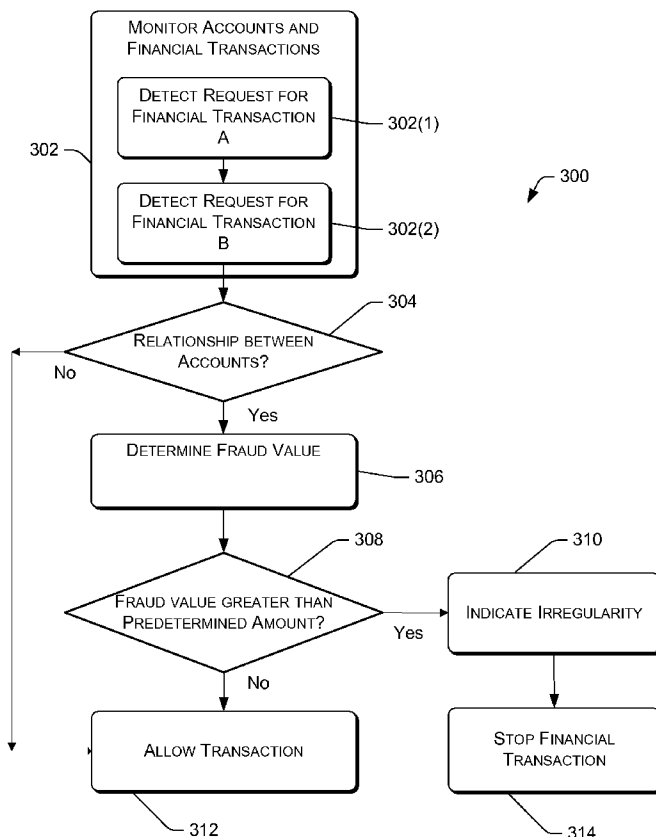 MONITOR ACCOUNTS AND
FINANCIAL TRANSACTIONS
DETECT REQUEST FOR
FINANCIAL TRANSACTION
A
302(1)
302
DETECT REQUEST FOR
FINANCIAL TRANSACTION
B
302(2)
300
304
RELATIONSHIP BETWEEN
ACCOUNTS?
No
Yes
DETERMINE FRAUD VALUE
306
308
310
FRAUD VALUE GREATER THAN
PREDETERMINED AMOUNT?
Yes
INDICATE IRREGULARITY
No
ALLOW TRANSACTION
STOP FINANCIAL
TRANSACTION
312
314